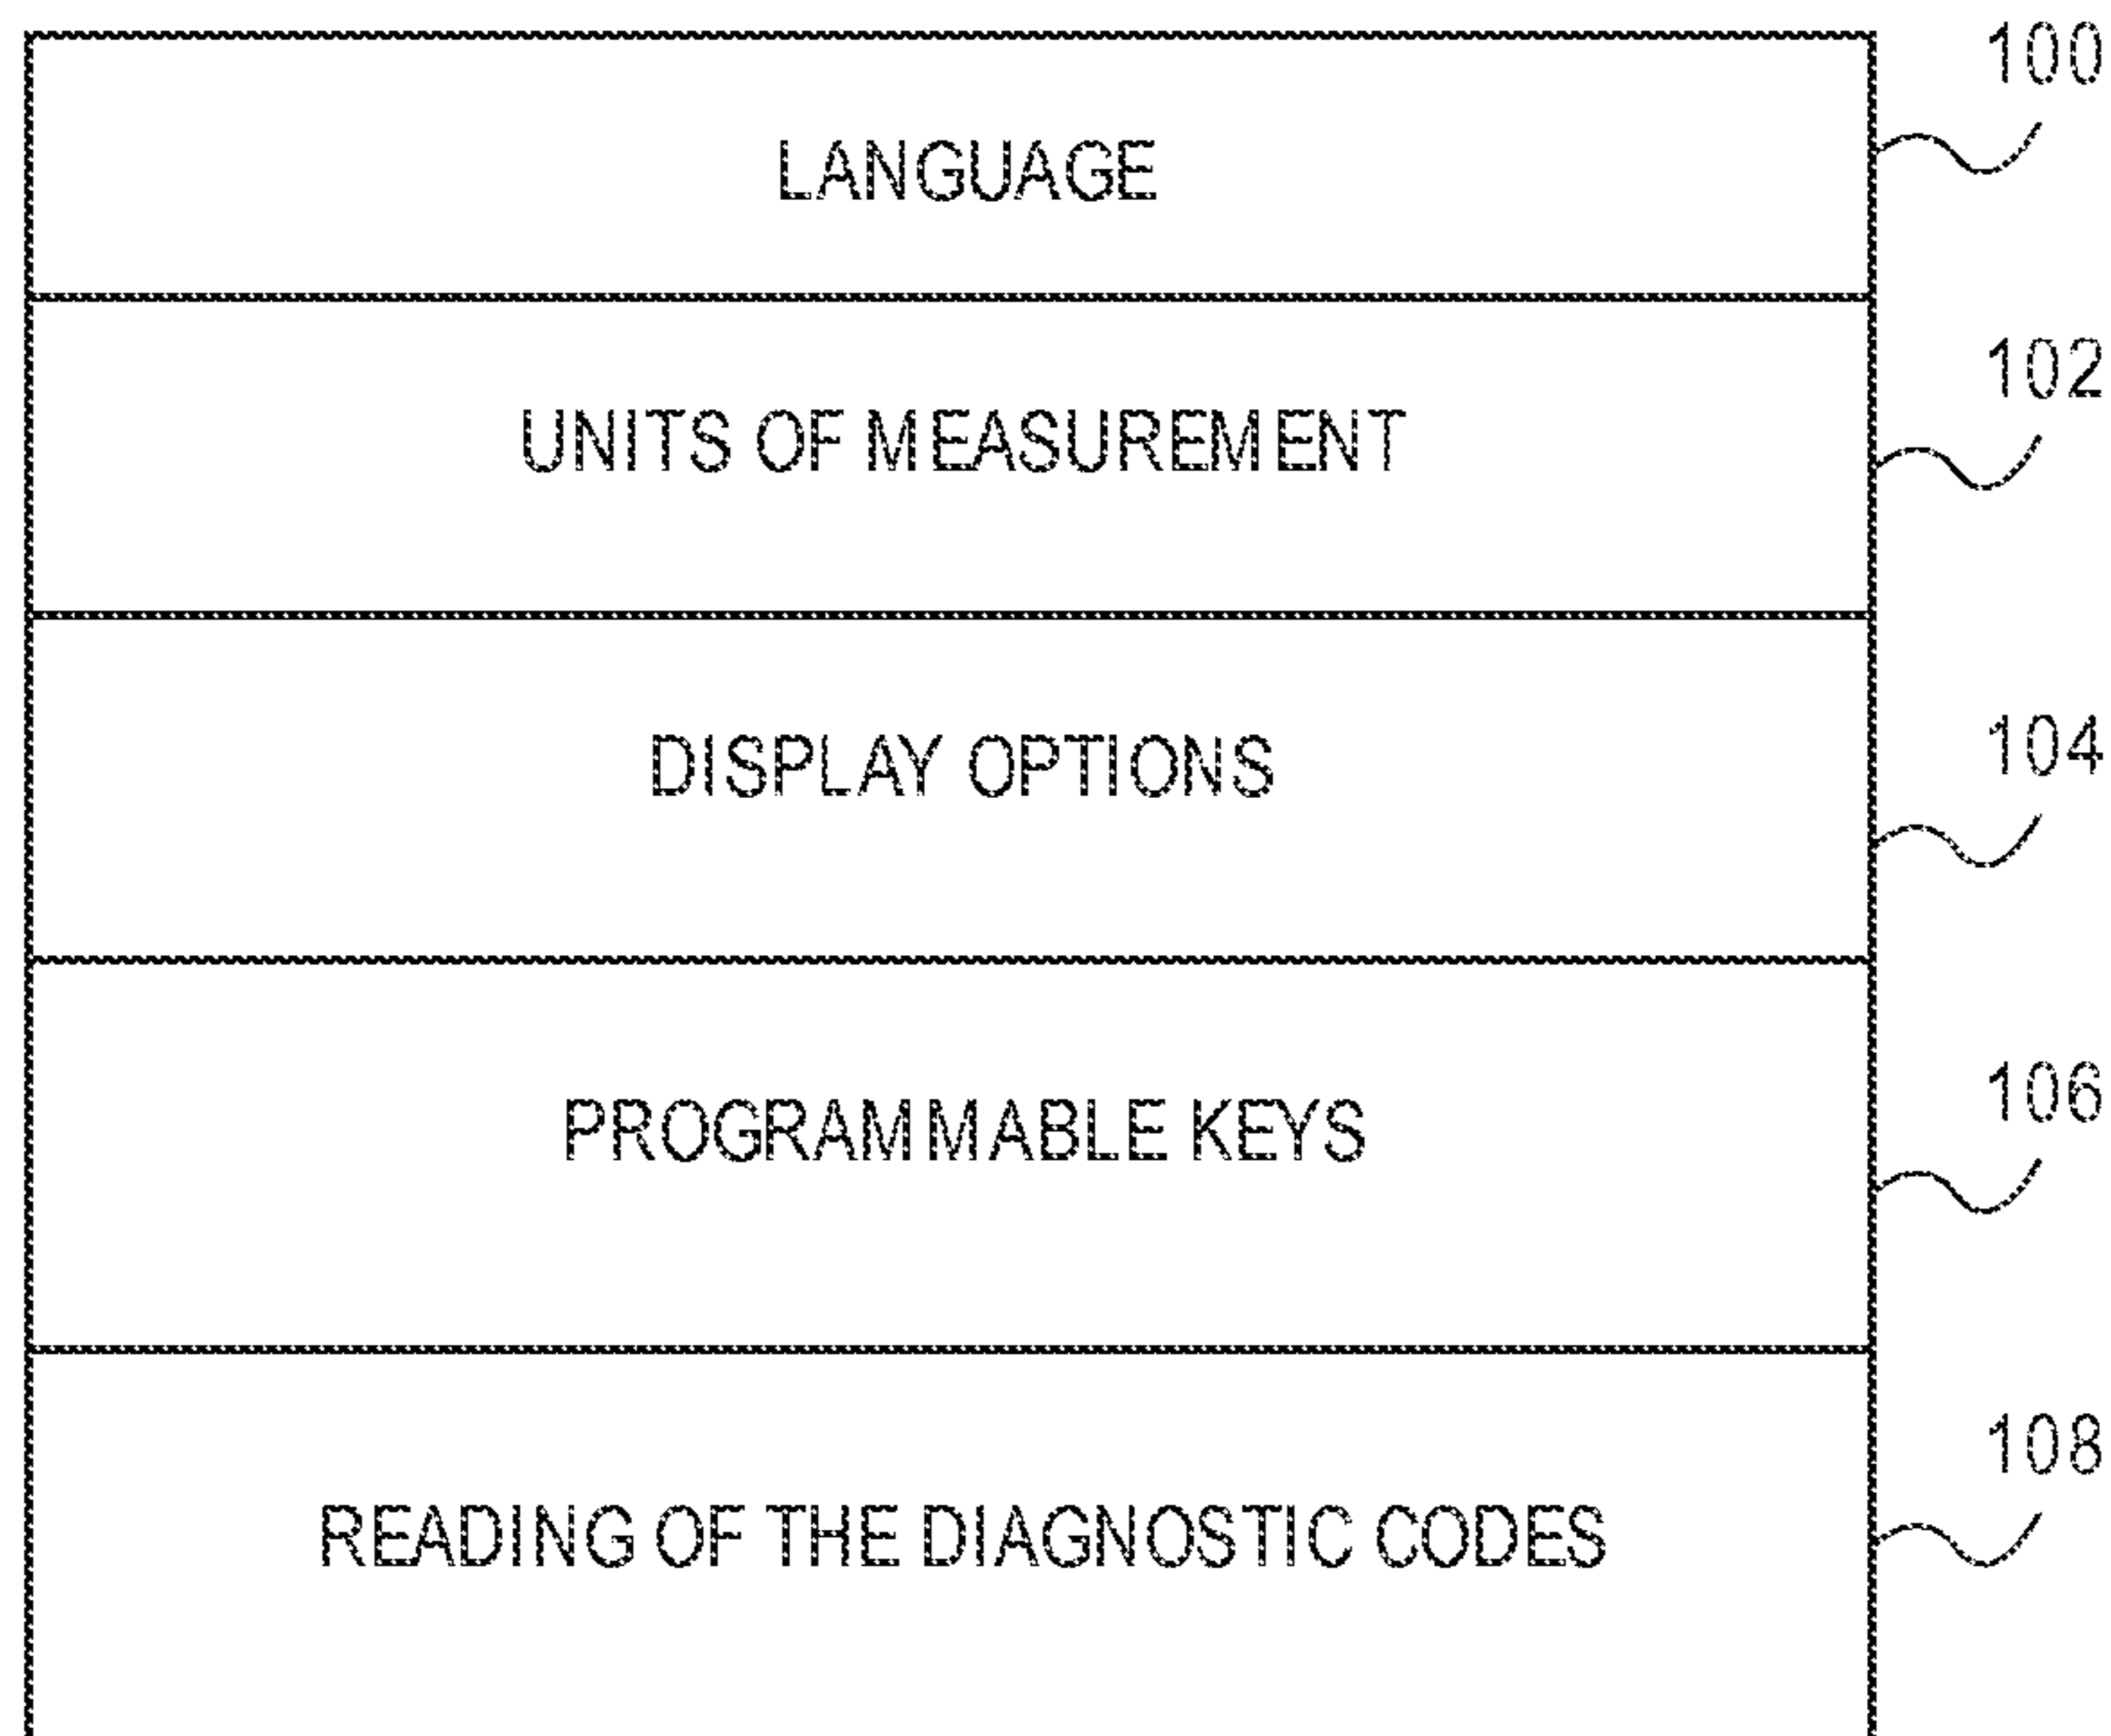 100
LANGUAGE
102
UNITS OF MEASUREMENT
104
DISPLAY OPTIONS
106
PROGRAMMABLE KEYS
108
READING OF THE DIAGNOSTIC CODES